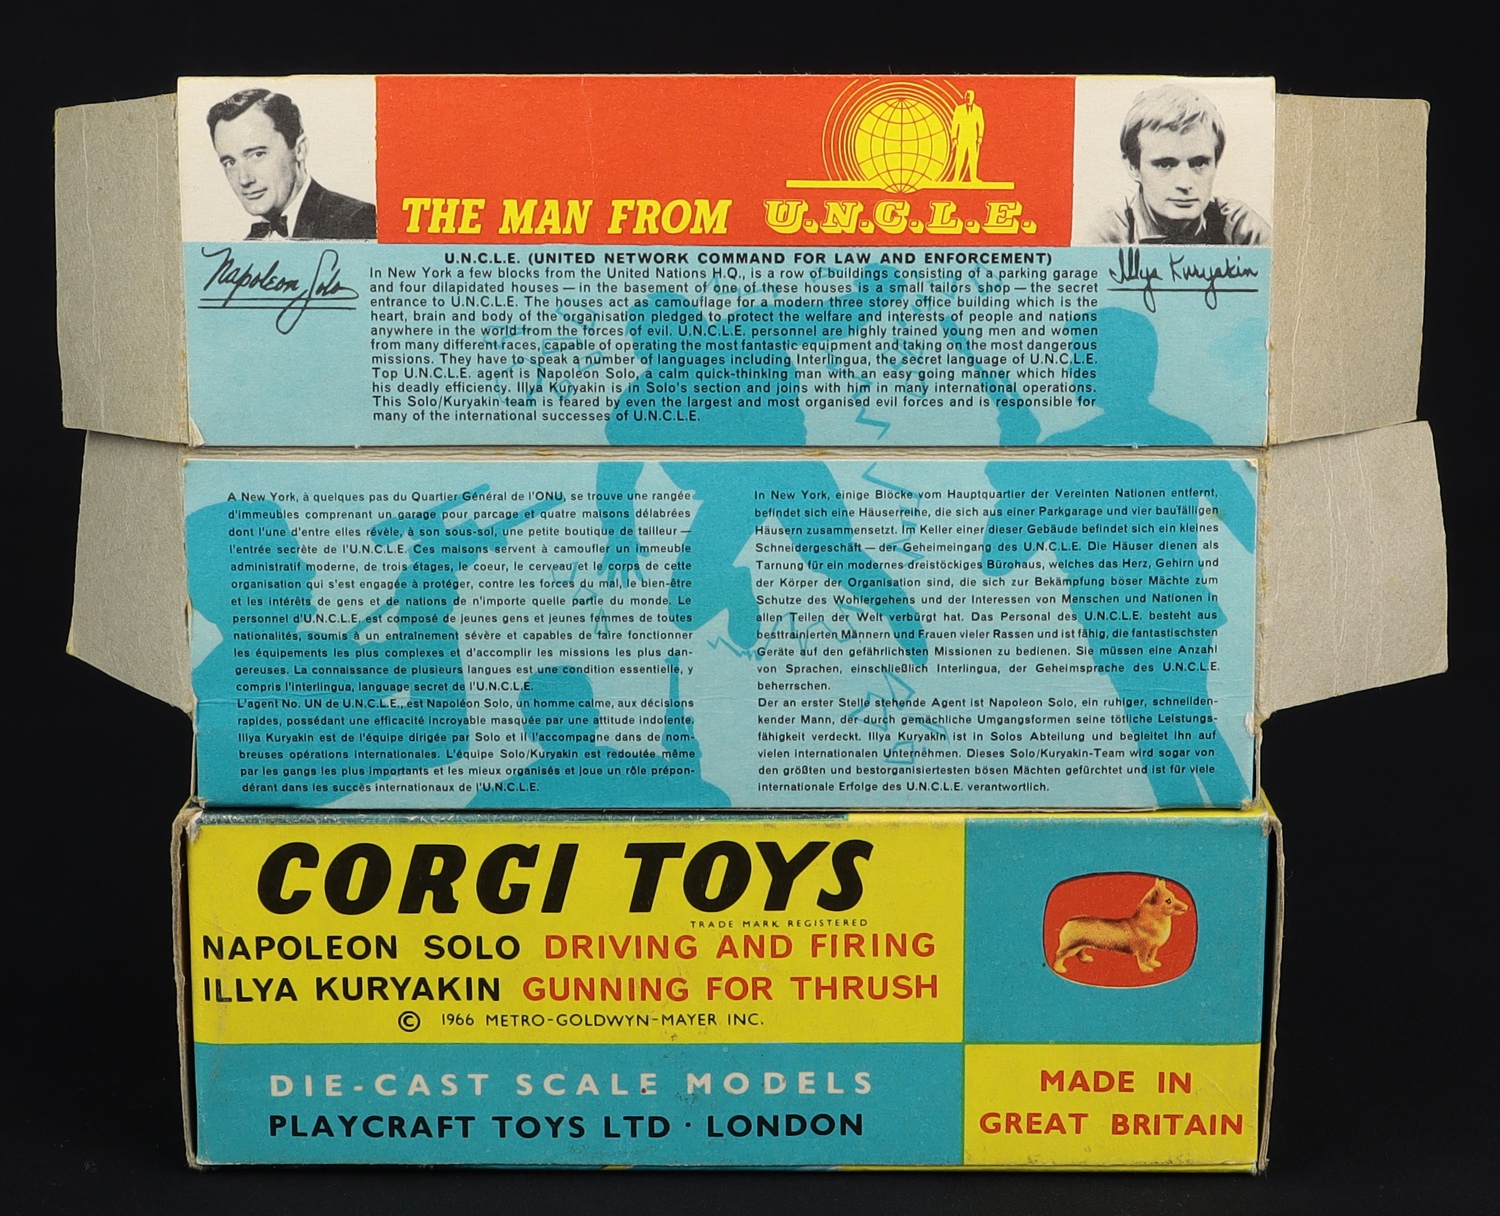 THE MAN FROM U.N.C.L.E.
Napoleon Solo
Illya Kuryakin
U.N.C.L.E. (UNITED NETWORK COMMAND FOR LAW AND ENFORCEMENT)
In New York a few blocks from the United Nations H.Q., is a row of buildings consisting of a parking garage
and four dilapidated houses — in the basement of one of these houses is a small tailors shop — the secret
entrance to U.N.C.L.E. The houses act as camouflage for a modern three storey office building which is the
heart, brain and body of the organisation pledged to protect the welfare and interests of people and nations
anywhere in the world from the forces of evil. U.N.C.L.E. personnel are highly trained young men and women
from many different races, capable of operating the most fantastic equipment and taking on the most dangerous
missions. They have to speak a number of languages including Interlingua, the secret language of U.N.C.L.E.
Top U.N.C.L.E. agent is Napoleon Solo, a calm quick-thinking man with an easy going manner which hides
his deadly efficiency. Illya Kuryakin is in Solo's section and joins with him in many international operations.
This Solo/Kuryakin team is feared by even the largest and most organised evil forces and is responsible for
many of the international successes of U.N.C.L.E.
A New York, à quelques pas du Quartier Général de l'ONU, se trouve une rangée
d'immeubles comprenant un garage pour parcage et quatre maisons délabrées
dont l'une d'entre elles révèle, à son sous-sol, une petite boutique de tailleur —
l'entrée secrète de l'U.N.C.L.E. Ces maisons servent à camoufler un immeuble
administratif moderne, de trois étages, le coeur, le cerveau et le corps de cette
organisation qui s'est engagée à protéger, contre les forces du mal, le bien-être
et les intérêts de gens et de nations de n'importe quelle partie du monde. Le
personnel d'U.N.C.L.E. est composé de jeunes gens et jeunes femmes de toutes
nationalités, soumis à un entraînement sévère et capables de faire fonctionner
les équipements les plus complexes et d'accomplir les missions les plus dan-
gereuses. La connaissance de plusieurs langues est une condition essentielle, y
compris l'interlingua, language secret de l'U.N.C.L.E.
L'agent No. UN de U.N.C.L.E., est Napoléon Solo, un homme calme, aux décisions
rapides, possédant une efficacité incroyable masquée par une attitude indolente.
Illya Kuryakin est de l'équipe dirigée par Solo et il l'accompagne dans de nom-
breuses opérations internationales. L'équipe Solo/Kuryakin est redoutée même
par les gangs les plus importants et les mieux organisés et joue un rôle prépon-
dérant dans les succès internationaux de l'U.N.C.L.E.
In New York, einige Blöcke vom Hauptquartier der Vereinten Nationen entfernt,
befindet sich eine Häuserreihe, die sich aus einer Parkgarage und vier baufälligen
Häusern zusammensetzt. Im Keller einer dieser Gebäude befindet sich ein kleines
Schneidergeschäft — der Geheimeingang des U.N.C.L.E. Die Häuser dienen als
Tarnung für ein modernes dreistöckiges Bürohaus, welches das Herz, Gehirn und
der Körper der Organisation sind, die sich zur Bekämpfung böser Mächte zum
Schutze des Wohlergehens und der Interessen von Menschen und Nationen in
allen Teilen der Welt verbürgt hat. Das Personal des U.N.C.L.E. besteht aus
besttrainierten Männern und Frauen vieler Rassen und ist fähig, die fantastischsten
Geräte auf den gefährlichsten Missionen zu bedienen. Sie müssen eine Anzahl
von Sprachen, einschließlich Interlingua, der Geheimsprache des U.N.C.L.E.
beherrschen.
Der an erster Stelle stehende Agent ist Napoleon Solo, ein ruhiger, schnellden-
kender Mann, der durch gemächliche Umgangsformen seine tötliche Leistungs-
fähigkeit verdeckt. Illya Kuryakin ist in Solos Abteilung und begleitet ihn auf
vielen internationalen Unternehmen. Dieses Solo/Kuryakin-Team wird sogar von
den größten und bestorganisiertesten bösen Mächten gefürchtet und ist für viele
internationale Erfolge des U.N.C.L.E. verantwortlich.
CORGI TOYS
TRADE MARK REGISTERED
NAPOLEON SOLO DRIVING AND FIRING
ILLYA KURYAKIN GUNNING FOR THRUSH
© 1966 METRO-GOLDWYN-MAYER INC.
DIE-CAST SCALE MODELS
PLAYCRAFT TOYS LTD · LONDON
MADE IN
GREAT BRITAIN